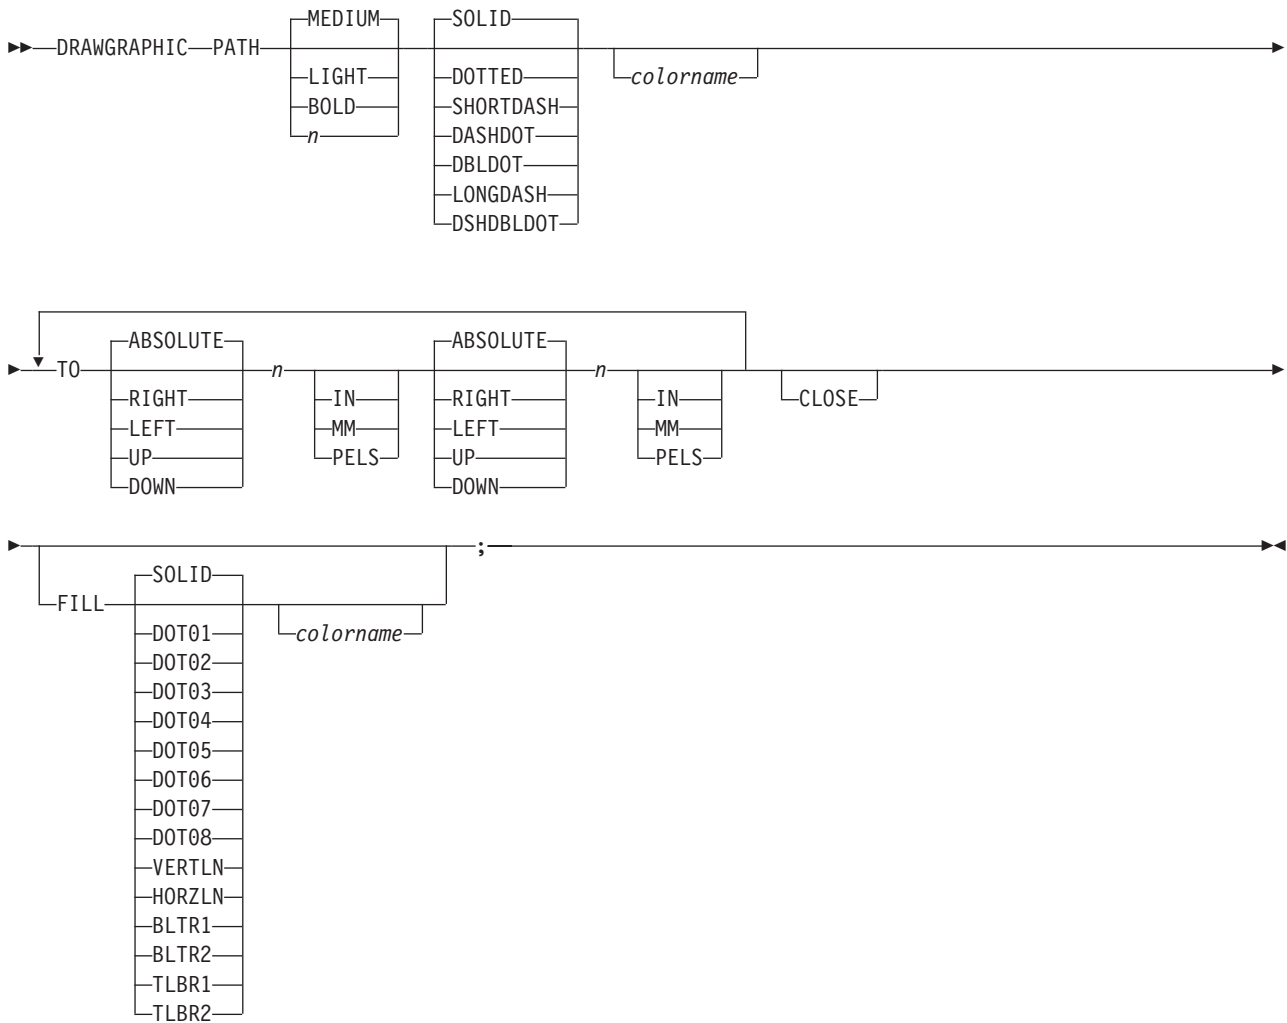 MEDIUM SOLID
DRAWGRAPHIC PATH
LIGHT DOTTED colorname
BOLD SHORTDASH
n DASHDOT
DBLDOT
LONGDASH
DSHDBLDOT
ABSOLUTE ABSOLUTE
TO n n
RIGHT IN RIGHT IN CLOSE
LEFT MM LEFT MM
UP PELS UP PELS
DOWN DOWN
;
SOLID
FILL
DOT01 colorname
DOT02
DOT03
DOT04
DOT05
DOT06
DOT07
DOT08
VERTLN
HORZLN
BLTR1
BLTR2
TLBR1
TLBR2